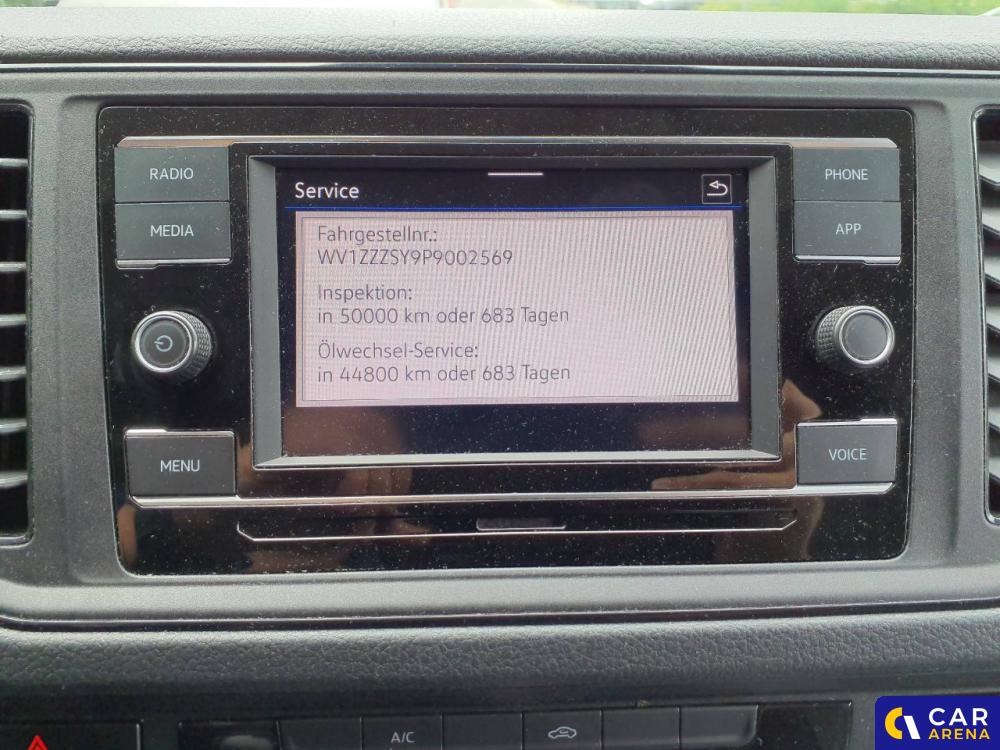 RADIO
MEDIA
MENU
PHONE
APP
VOICE
Service
Fahrgestellnr.:
WV1ZZZSY9P9002569
Inspektion:
in 50000 km oder 683 Tagen
Ölwechsel-Service:
in 44800 km oder 683 Tagen
A/C
CAR
ARENA